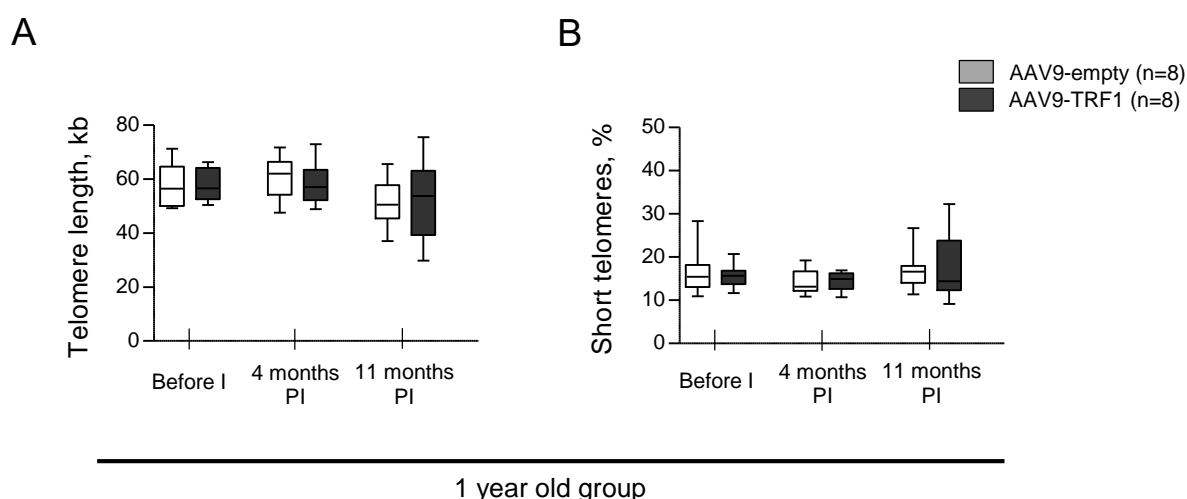 A
B
AAV9-empty (n=8)
AAV9-TRF1 (n=8)
Telomere length, kb
80
60
40
20
0
Before I
4 months
PI
11 months
PI
Short telomeres, %
50
40
30
20
10
0
Before I
4 months
PI
11 months
PI
1 year old group